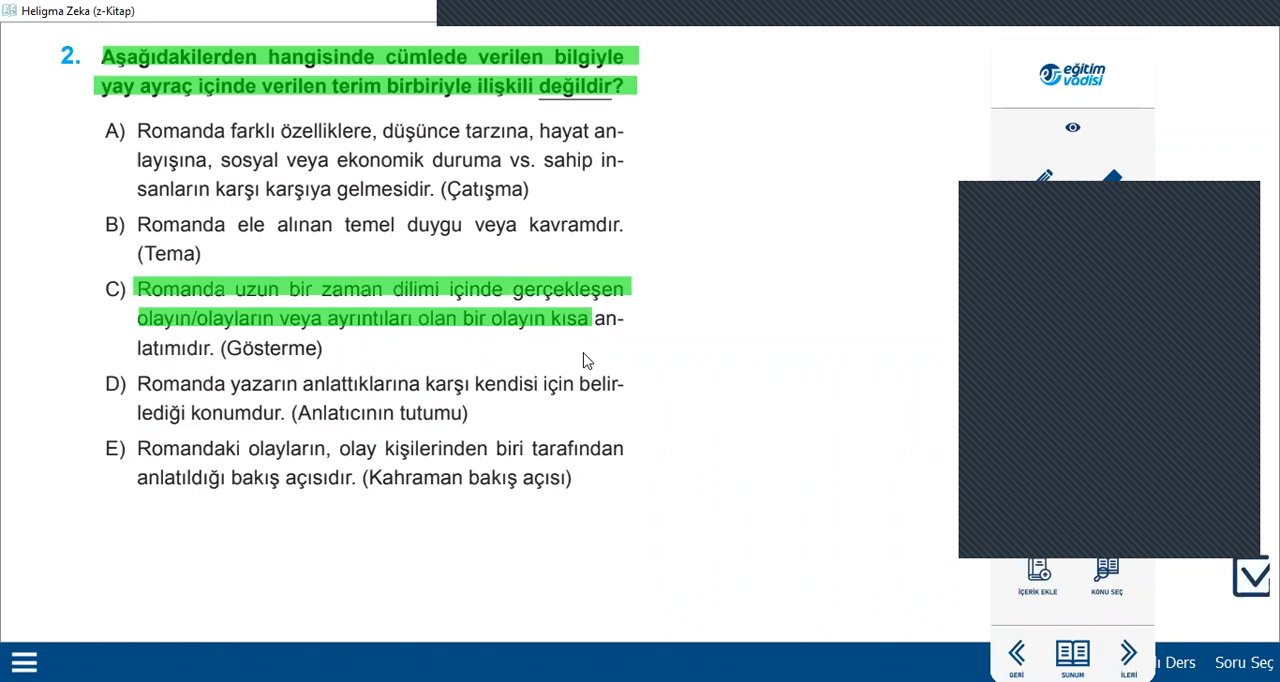 Heligma Zeka (z-Kitap)
2. Aşağıdakilerden hangisinde cümlede verilen bilgiyle
yay ayraç içinde verilen terim birbiriyle ilişkili değildir?
A) Romanda farklı özelliklere, düşünce tarzına, hayat an-
layışına, sosyal veya ekonomik duruma vs. sahip in-
sanların karşı karşıya gelmesidir. (Çatışma)
B) Romanda ele alınan temel duygu veya kavramdır.
(Tema)
C) Romanda uzun bir zaman dilimi içinde gerçekleşen
olayın/olayların veya ayrıntıları olan bir olayın kısa an-
latımıdır. (Gösterme)
D) Romanda yazarın anlattıklarına karşı kendisi için belir-
lediği konumdur. (Anlatıcının tutumu)
E) Romandaki olayların, olay kişilerinden biri tarafından
anlatıldığı bakış açısıdır. (Kahraman bakış açısı)
eğitim
vadisi
İÇERİK EKLE
KONU SEÇ
GERİ
SUNUM
İLERİ
Ders
Soru Seç